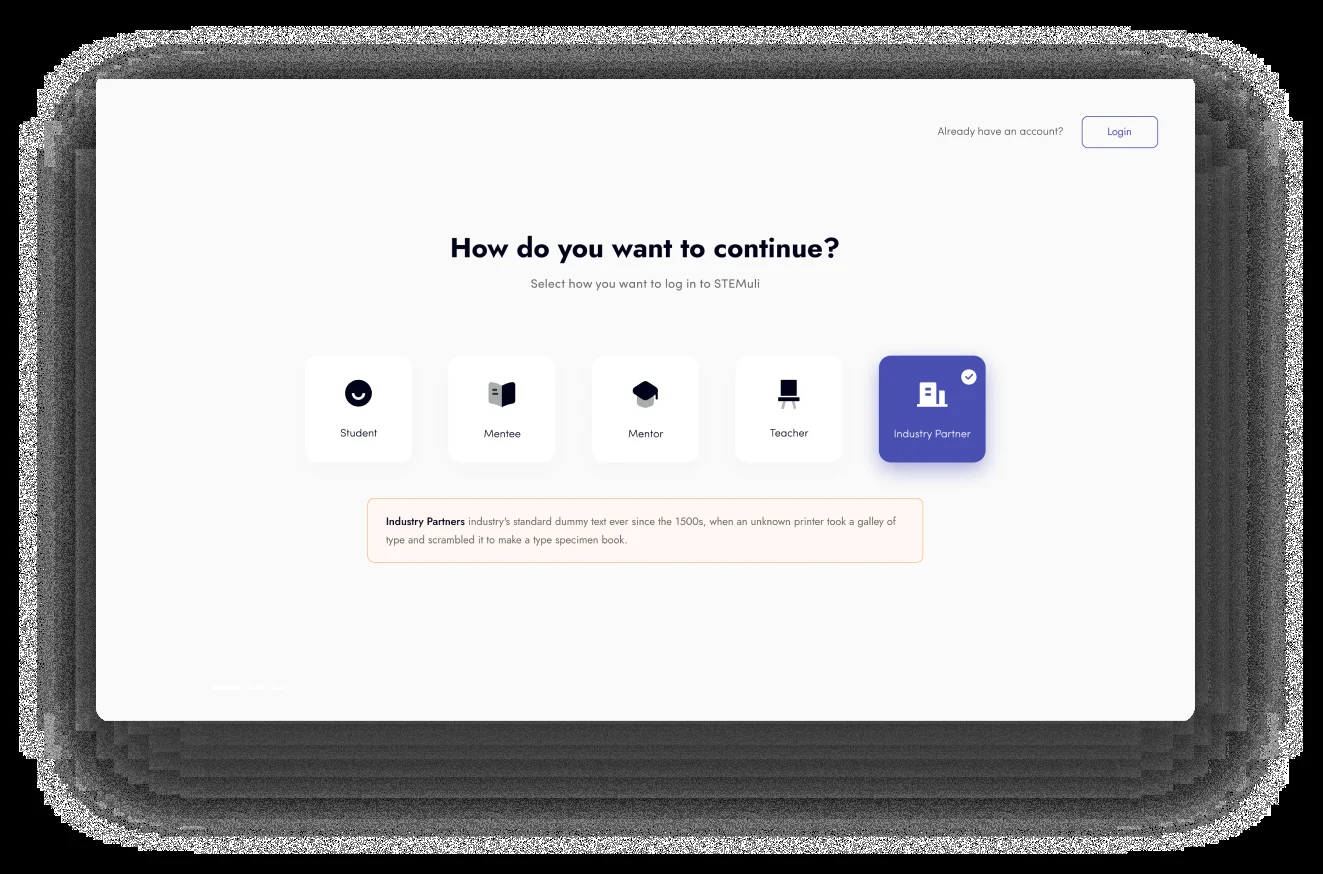 Already have an account? Login
How do you want to continue?
Select how you want to log in to STEMuli
Student Mentee Mentor Teacher Industry Partner
Industry Partners industry's standard dummy text ever since the 1500s, when an unknown printer took a galley of
type and scrambled it to make a type specimen book.